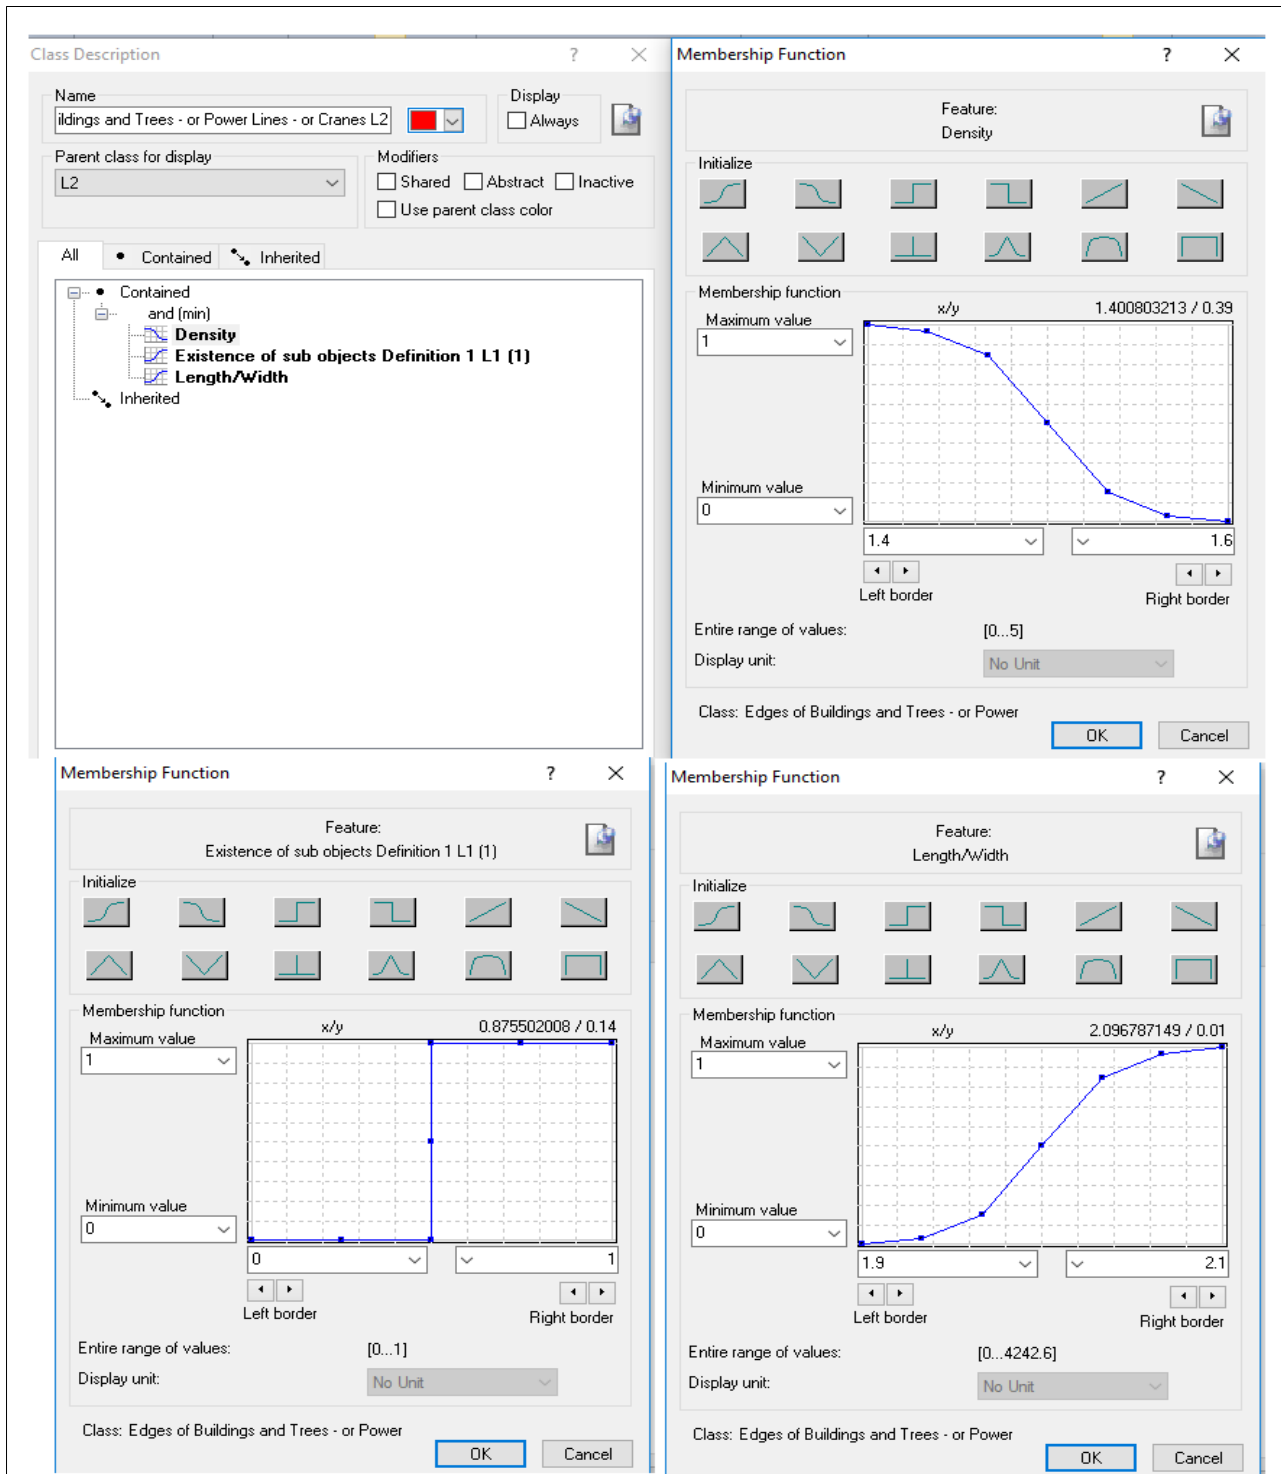 Class Description ? ×
Name
ildings and Trees - or Power Lines - or Cranes L2
Display
Always
Parent class for display
L2
Modifiers
Shared Abstract Inactive
Use parent class color
All Contained Inherited
Contained
and (min)
Density
Existence of sub objects Definition 1 L1 (1)
Length/Width
Inherited
Membership Function ? ×
Feature:
Density
Initialize
Membership function
x/y 1.400803213 / 0.39
Maximum value
1
Minimum value
0
1.4 1.6
Left border
Right border
Entire range of values: [0...5]
Display unit: No Unit
Class: Edges of Buildings and Trees - or Power
OK Cancel
Membership Function ? ×
Feature:
Existence of sub objects Definition 1 L1 (1)
Initialize
Membership function
x/y 0.875502008 / 0.14
Maximum value
1
Minimum value
0
0 1
Left border
Right border
Entire range of values: [0...1]
Display unit: No Unit
Class: Edges of Buildings and Trees - or Power
OK Cancel
Membership Function ? ×
Feature:
Length/Width
Initialize
Membership function
x/y 2.096787149 / 0.01
Maximum value
1
Minimum value
0
1.9 2.1
Left border
Right border
Entire range of values: [0...4242.6]
Display unit: No Unit
Class: Edges of Buildings and Trees - or Power
OK Cancel